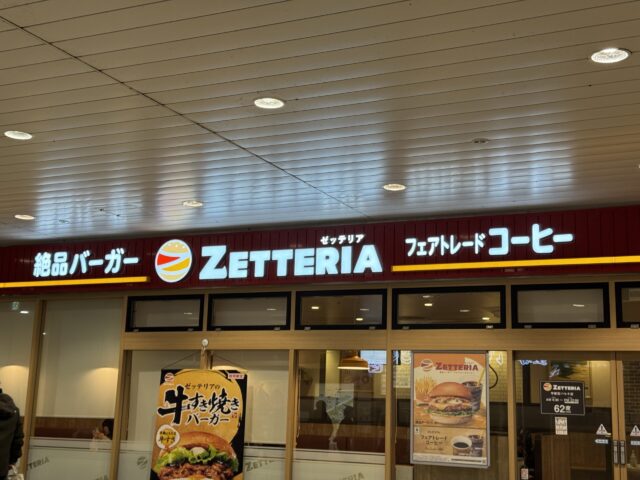 絶品バーガー
ゼッテリア
ZETTERIA
フェアトレード コーヒー
ゼッテリアの
牛すき焼き
バーガー
ZETTERIA
フェアトレード
コーヒー
ZETTERIA
62席
ZETTERIA
ZETTERIA